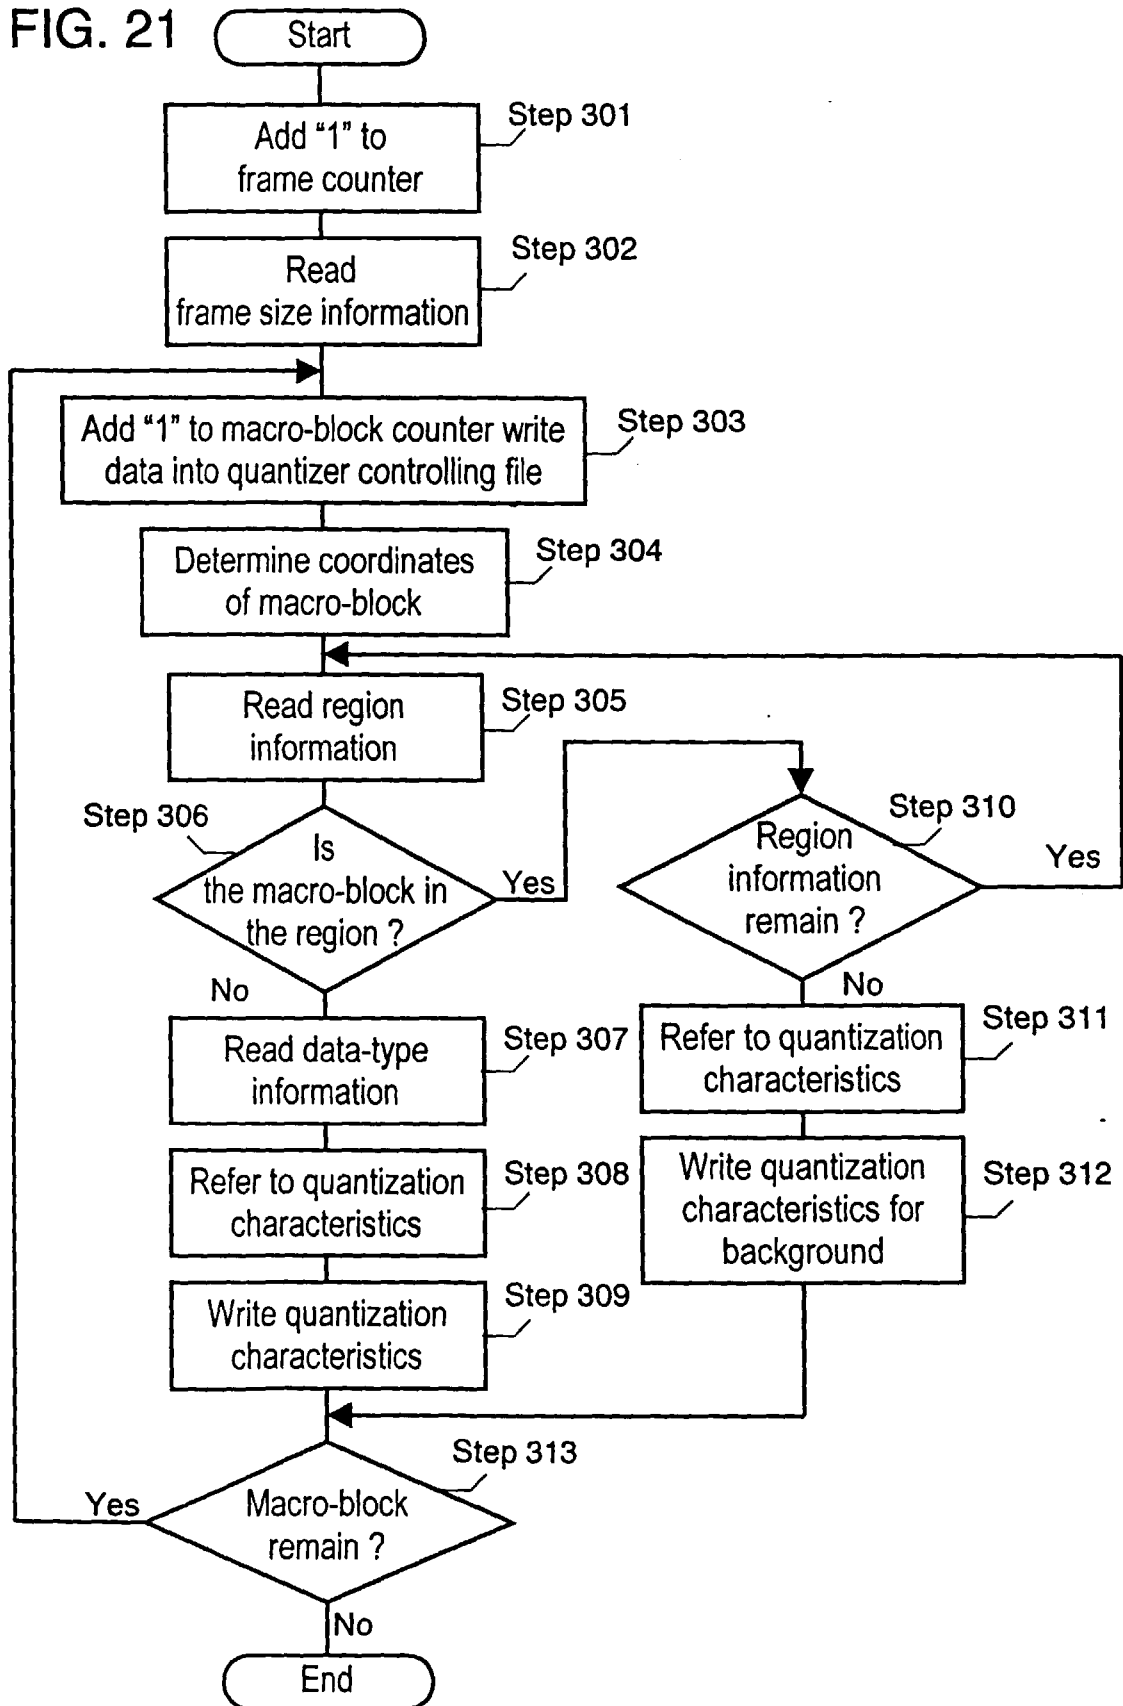 FIG. 21
Start
Add “1” to
frame counter
Step 301
Read
frame size information
Step 302
Add “1” to macro-block counter write
data into quantizer controlling file
Step 303
Determine coordinates
of macro-block
Step 304
Read region
information
Step 305
Step 306
Is
the macro-block in
the region ?
Yes
No
Step 310
Region
information
remain ?
Yes
No
Read data-type
information
Step 307
Refer to quantization
characteristics
Step 311
Refer to quantization
characteristics
Step 308
Write quantization
characteristics for
background
Step 312
Write quantization
characteristics
Step 309
Step 313
Macro-block
remain ?
Yes
No
End